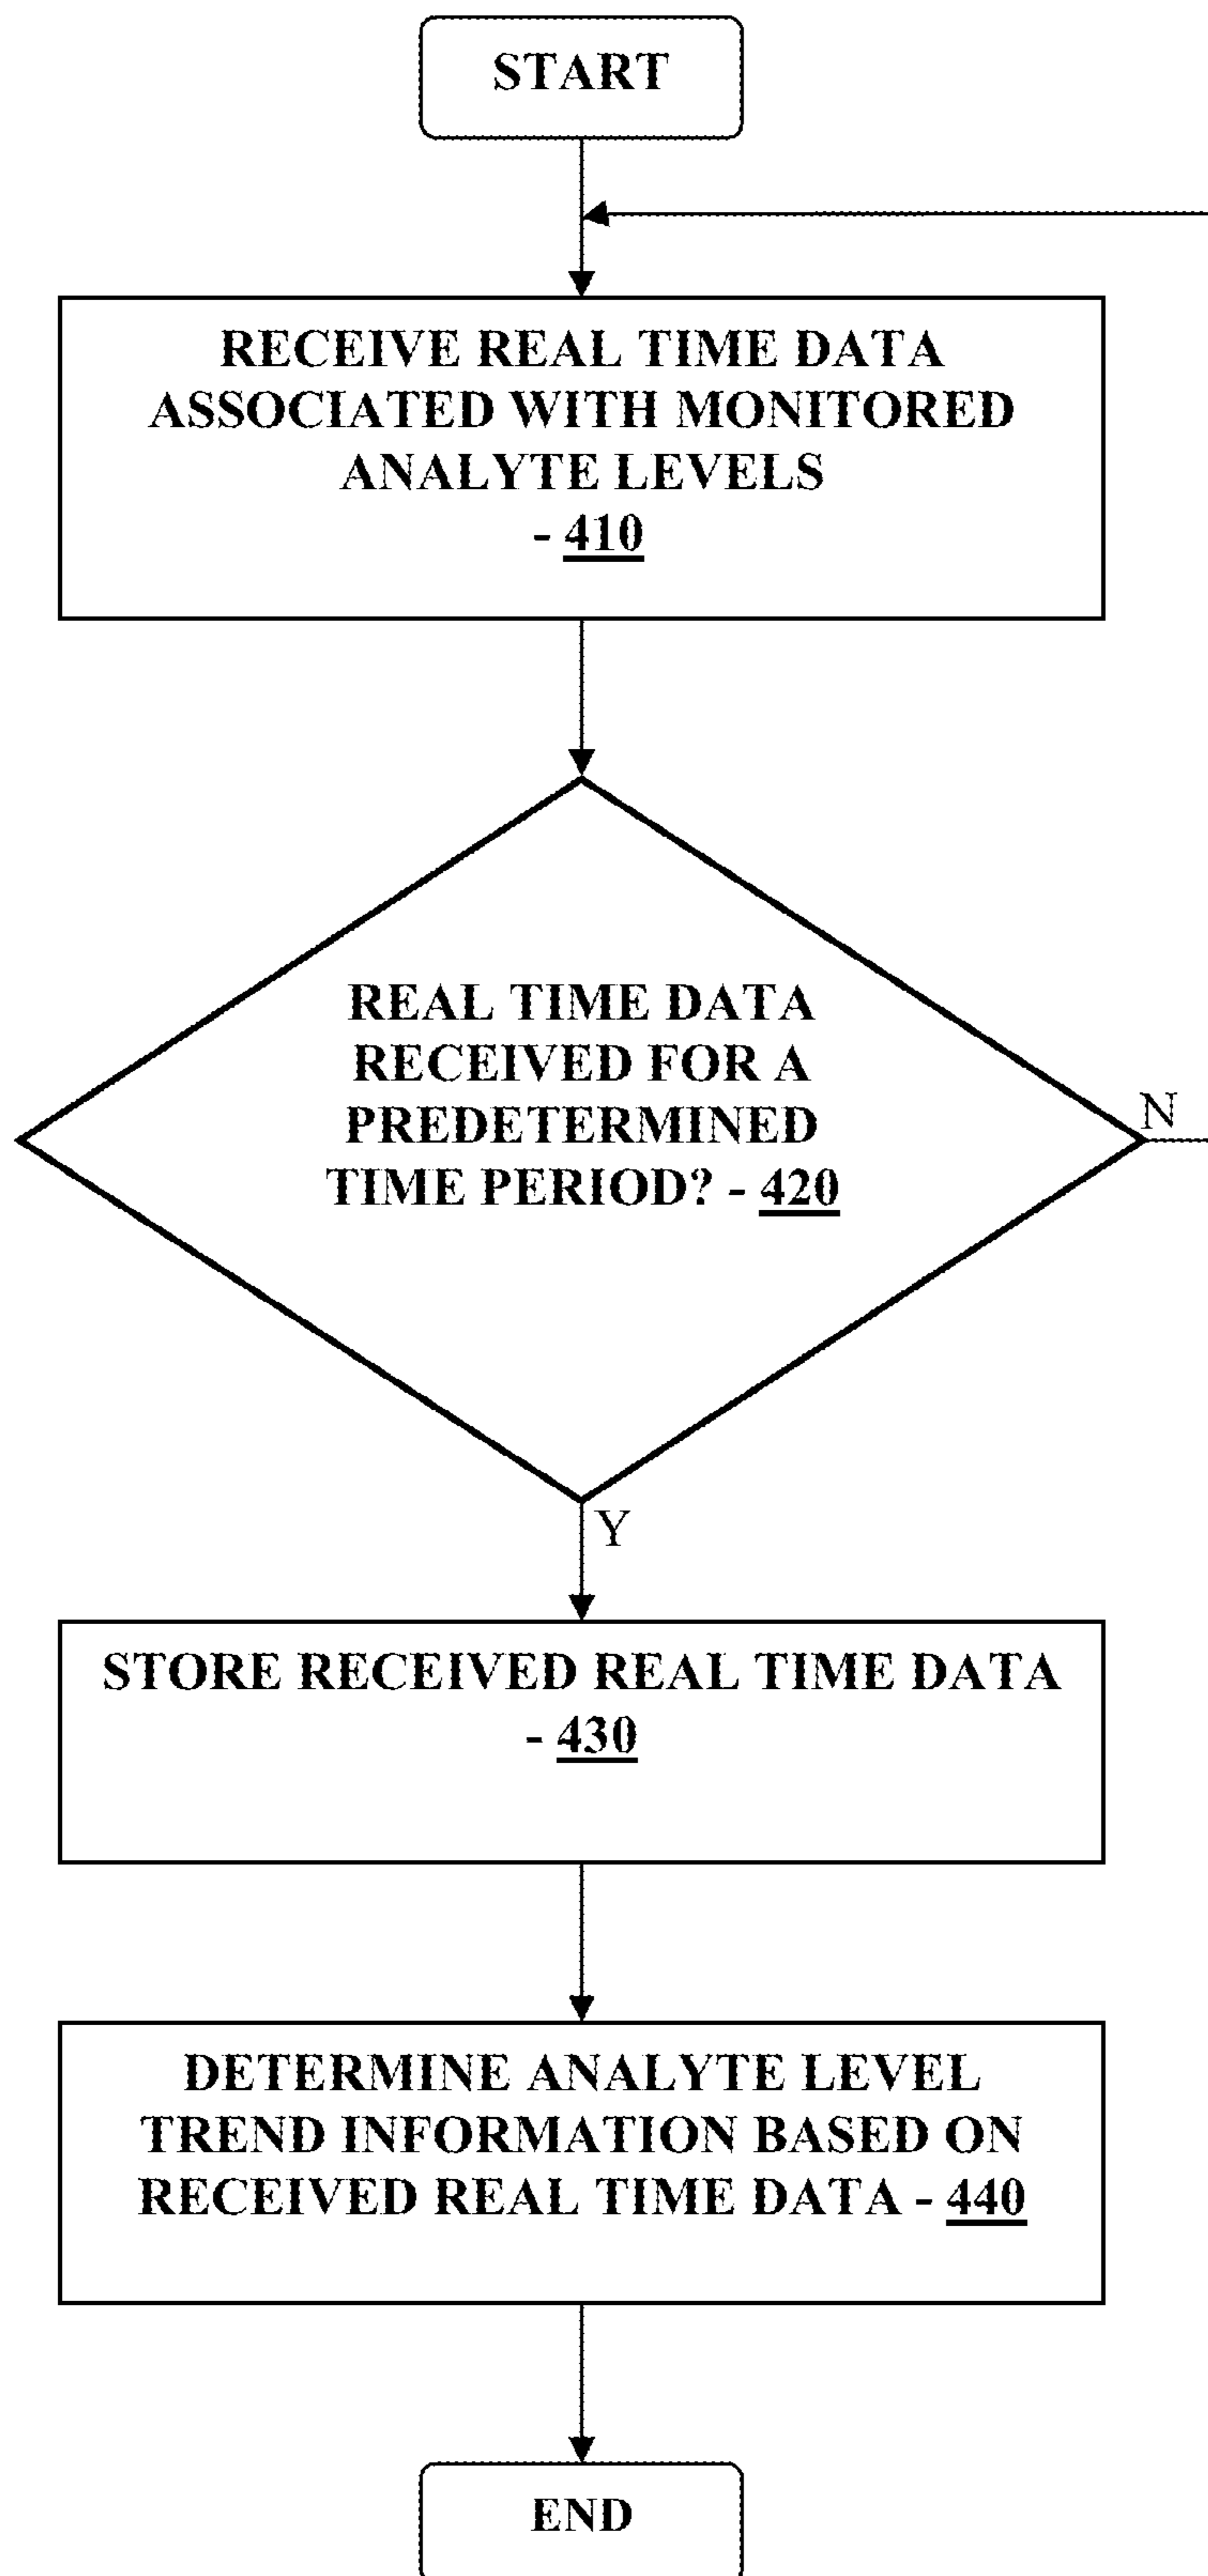 START
RECEIVE REAL TIME DATA
ASSOCIATED WITH MONITORED
ANALYTE LEVELS
- 410
REAL TIME DATA
RECEIVED FOR A
PREDETERMINED
TIME PERIOD? - 420
N
Y
STORE RECEIVED REAL TIME DATA
- 430
DETERMINE ANALYTE LEVEL
TREND INFORMATION BASED ON
RECEIVED REAL TIME DATA - 440
END